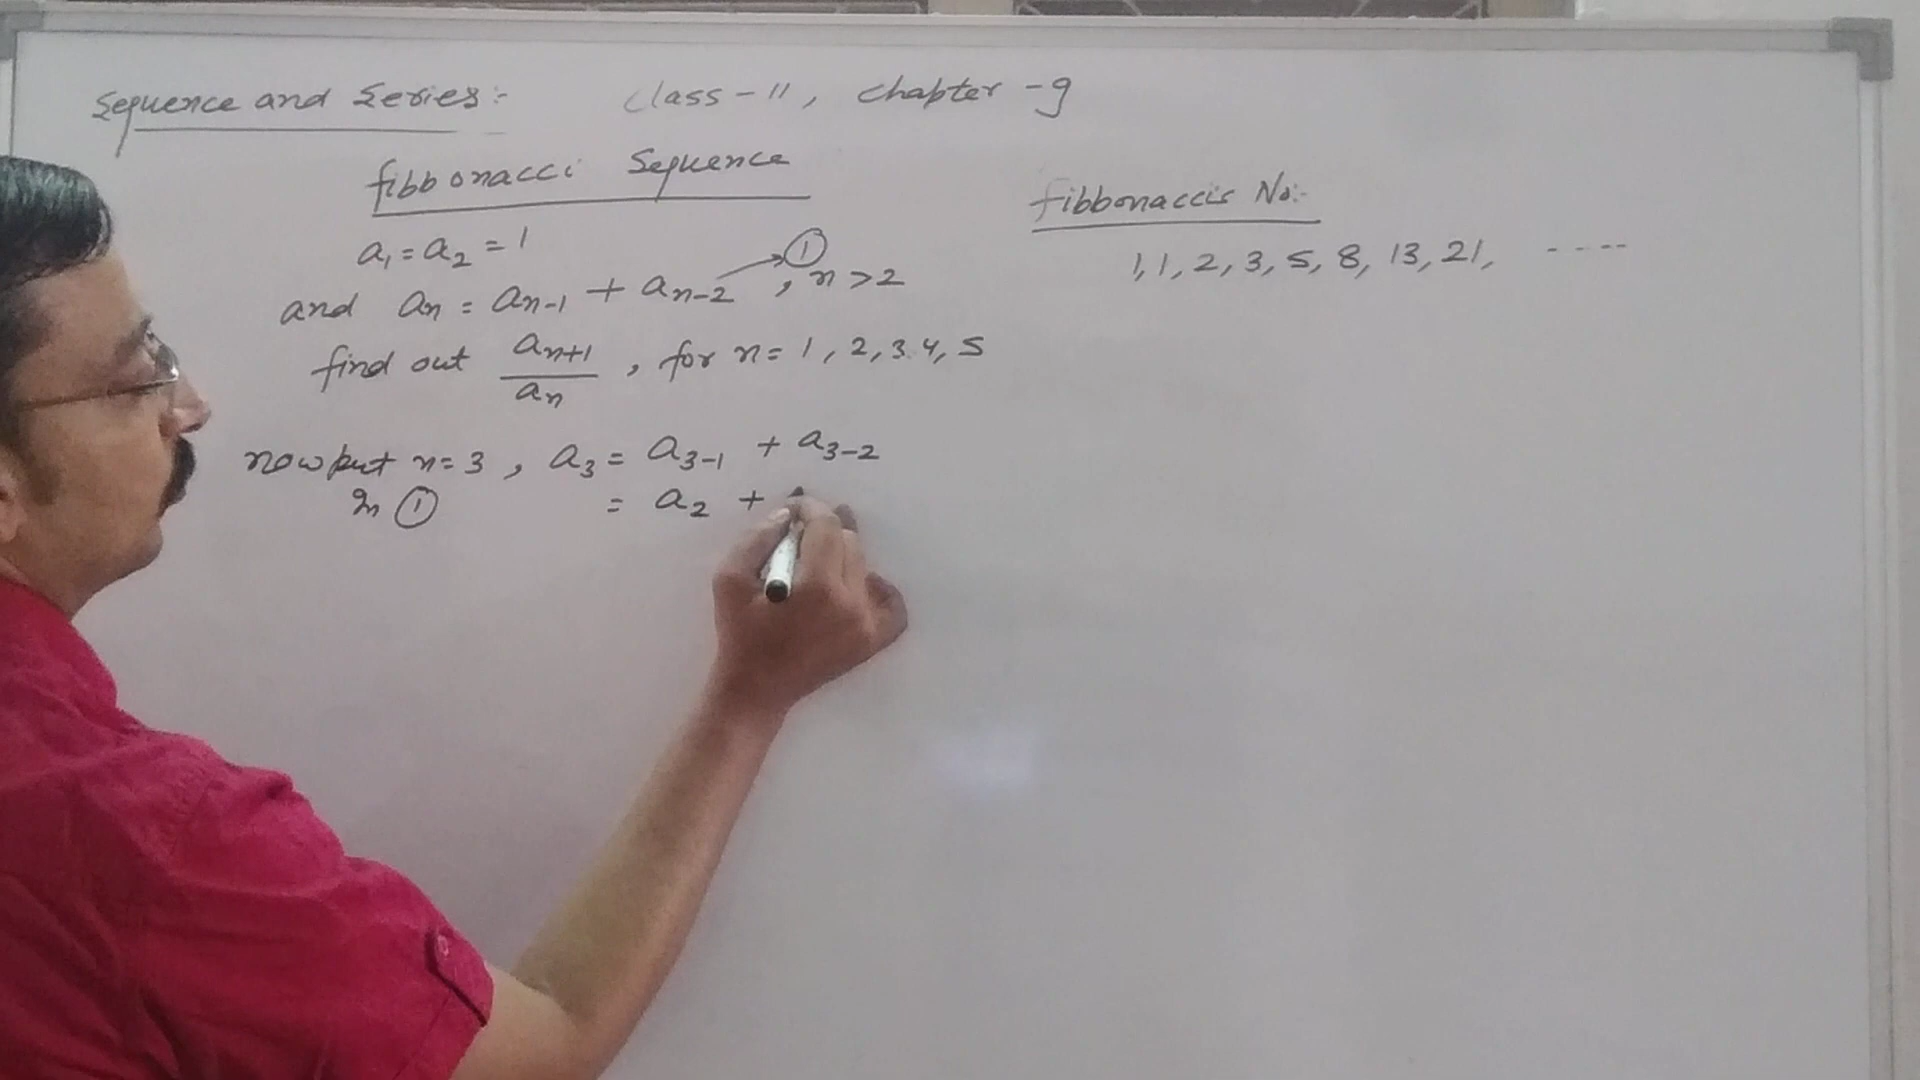 Sequence and Series:- Class-11, Chapter-9
fibbonacci Sequence
a₁ = a₂ = 1
①
and aₙ = aₙ₋₁ + aₙ₋₂ , n > 2
find out aₙ₊₁/aₙ , for n = 1, 2, 3. 4, 5
now put n = 3 , a₃ = a₃₋₁ + a₃₋₂
In ① = a₂ +
Fibbonaccis No:-
1, 1, 2, 3, 5, 8, 13, 21, ----